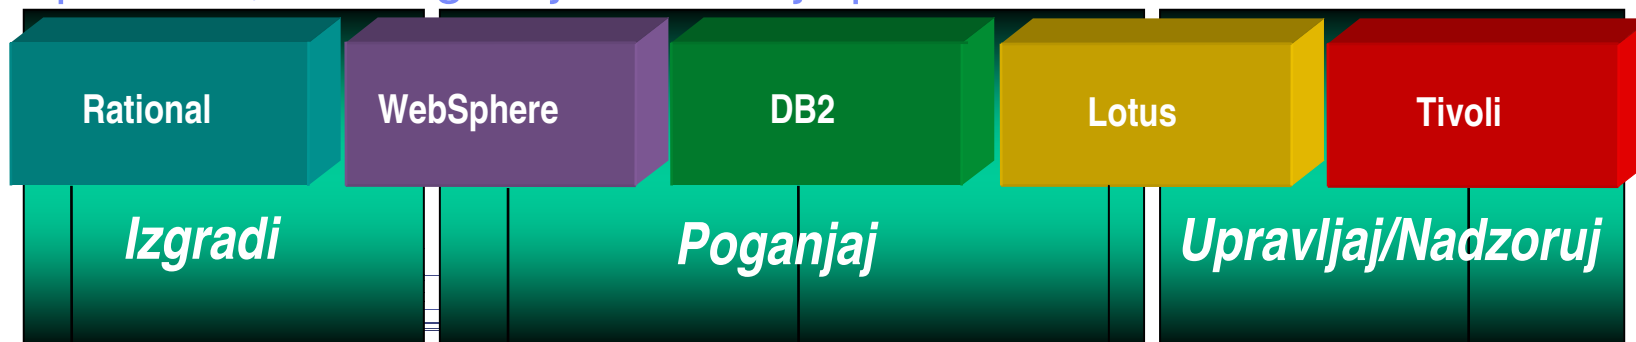 Rational
WebSphere
DB2
Lotus
Tivoli
Izgradi
Poganjaj
Upravljaj/Nadzoruj